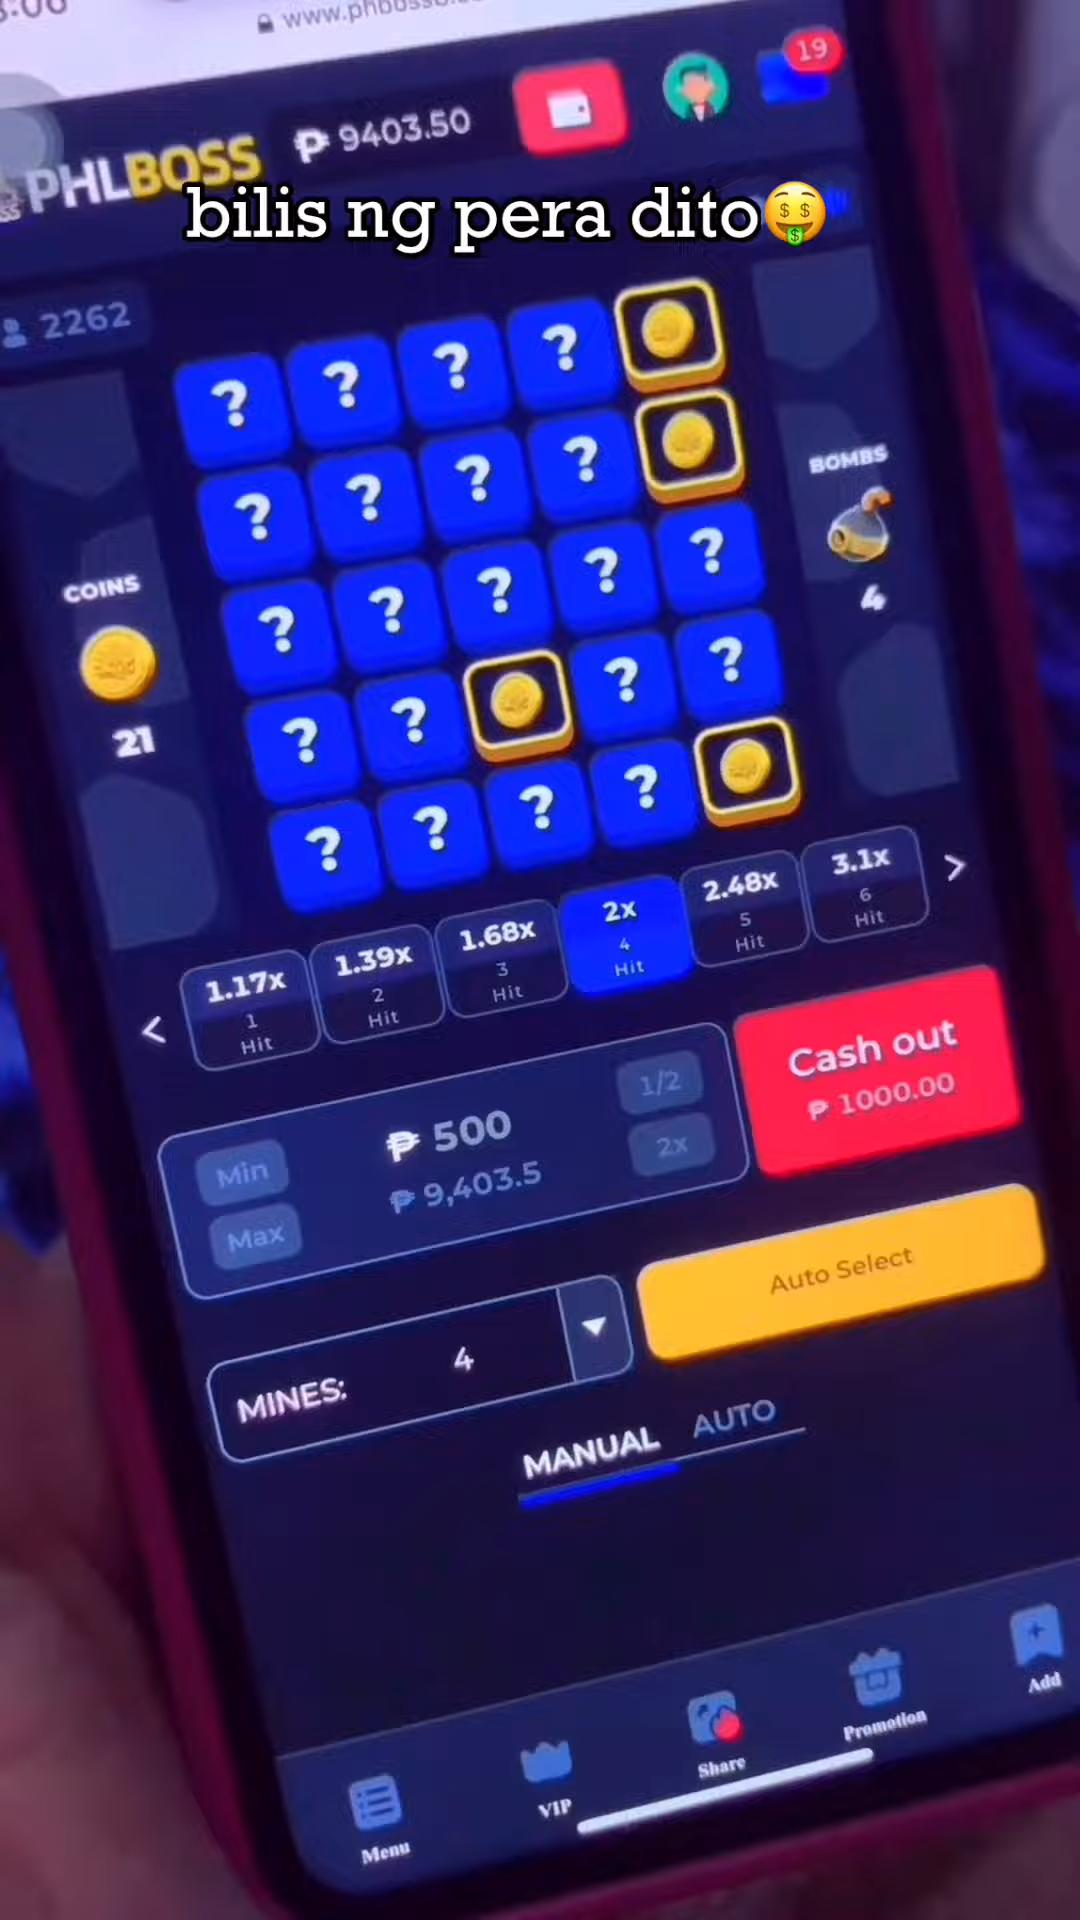 PHLBOSS
₱ 9403.50
19
bilis ng pera dito
2262
? ? ? ?
? ? ? ?
? ? ? ? ?
? ? ? ?
? ? ? ?
COINS
21
BOMBS
4
1.17x
1
Hit
1.39x
2
Hit
1.68x
3
Hit
2x
4
Hit
2.48x
5
Hit
3.1x
6
Hit
Min
Max
₱ 500
₱ 9,403.5
1/2
2x
Cash out
₱ 1000.00
MINES:
4
Auto Select
MANUAL
AUTO
Menu
VIP
Share
Promotion
Add